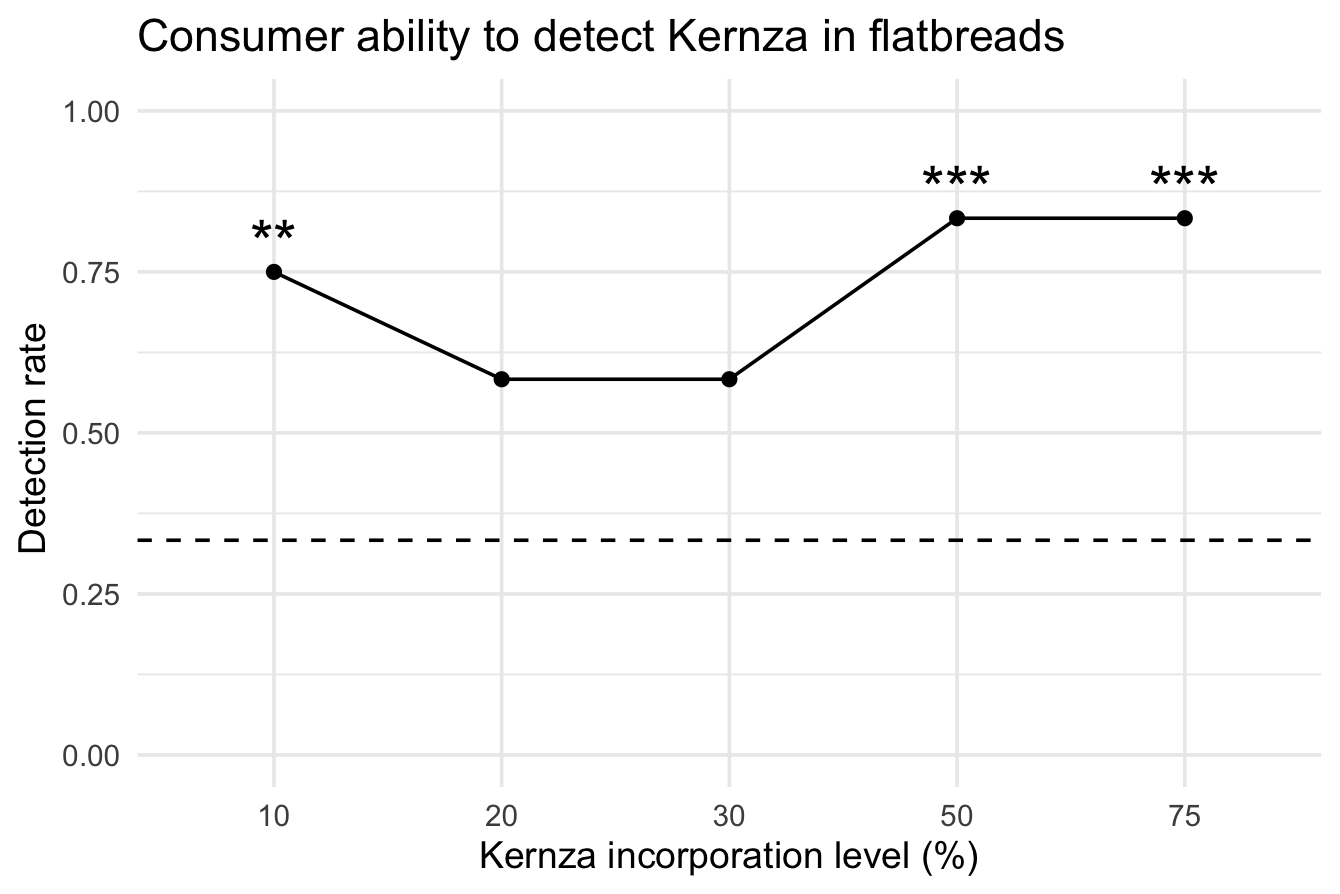 Consumer ability to detect Kernza in flatbreads
1.00
*** ***
**
0.75
Detection rate
0.50
0.25
0.00
10 20 30 50 75
Kernza incorporation level (%)